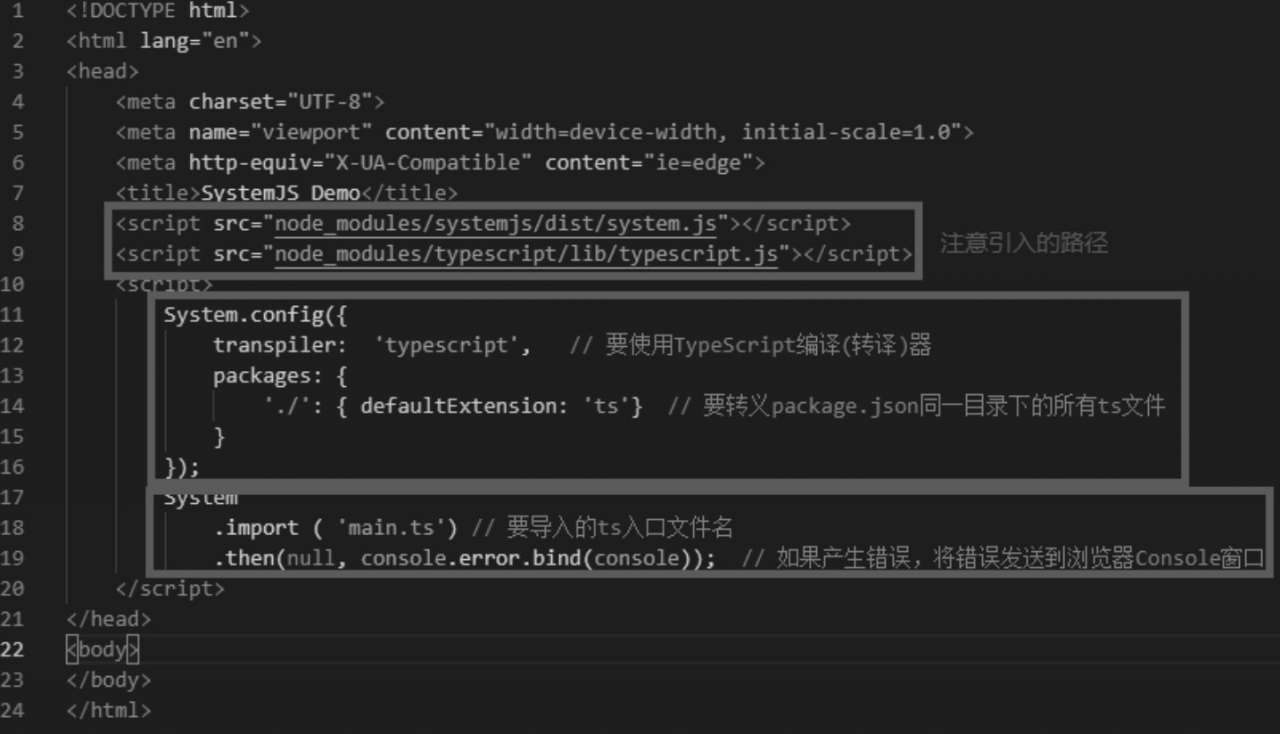 1 <!DOCTYPE html>
2 <html lang="en">
3 <head>
4 <meta charset="UTF-8">
5 <meta name="viewport" content="width=device-width, initial-scale=1.0">
6 <meta http-equiv="X-UA-Compatible" content="ie=edge">
7 <title>SystemJS Demo</title>
8 <script src="node_modules/systemjs/dist/system.js"></script>
9 <script src="node_modules/typescript/lib/typescript.js"></script>
注意引入的路径
10 <script>
11 System.config({
12 transpiler: 'typescript', // 要使用TypeScript编译(转译)器
13 packages: {
14 './': { defaultExtension: 'ts'} // 要转义package.json同一目录下的所有ts文件
15 }
16 });
17 System
18 .import ( 'main.ts') // 要导入的ts入口文件名
19 .then(null, console.error.bind(console)); // 如果产生错误，将错误发送到浏览器Console窗口
20 </script>
21 </head>
22 <body>
23 </body>
24 </html>